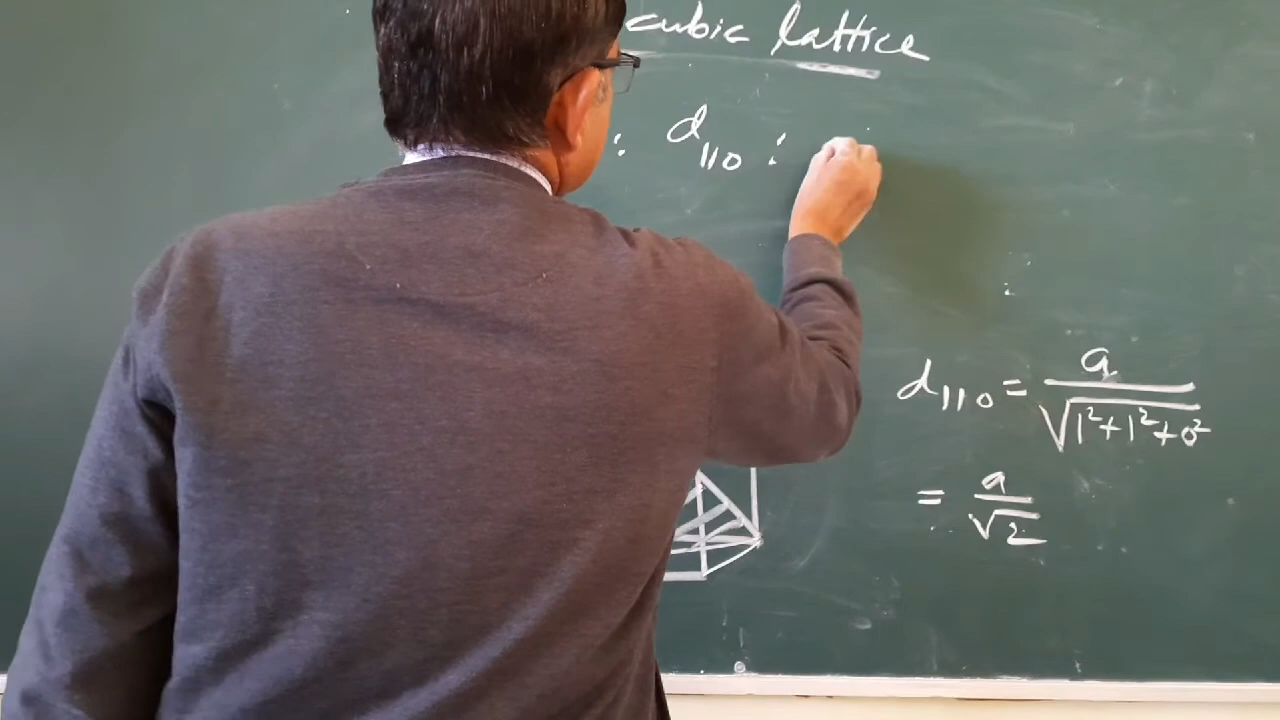 cubic lattice
: d₁₁₀ :
d₁₁₀ = a / √(1² + 1² + 0²)
= a / √2